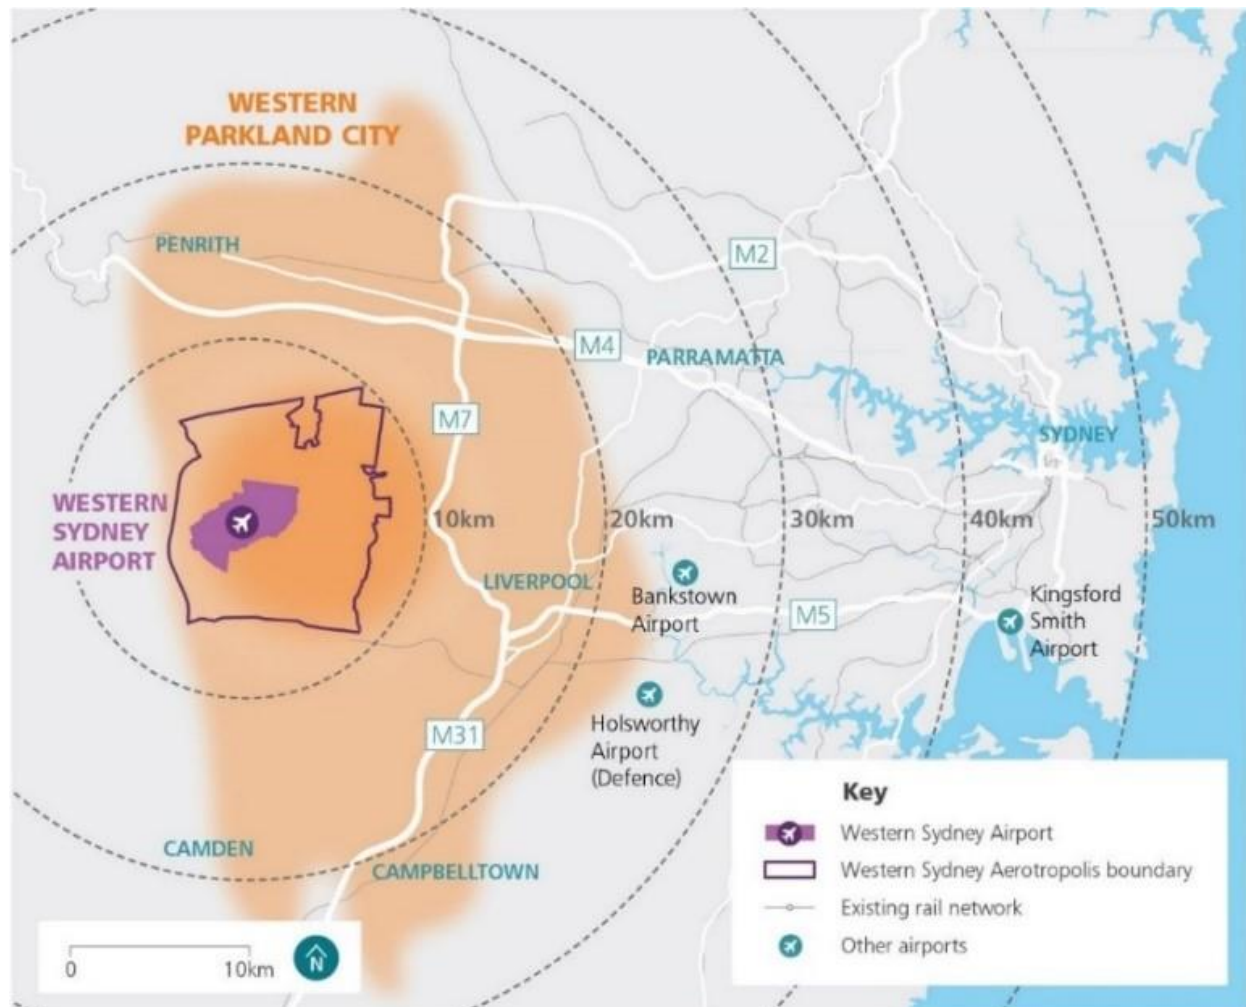 WESTERN
PARKLAND CITY
PENRITH
M2
M4
PARRAMATTA
M7
SYDNEY
WESTERN
SYDNEY
AIRPORT
10km
20km
30km
40km
50km
LIVERPOOL
Bankstown
Airport
M5
Kingsford
Smith
Airport
Holsworthy
Airport
(Defence)
M31
CAMDEN
CAMPBELLTOWN
Key
Western Sydney Airport
Western Sydney Aerotropolis boundary
Existing rail network
Other airports
0 10km
N